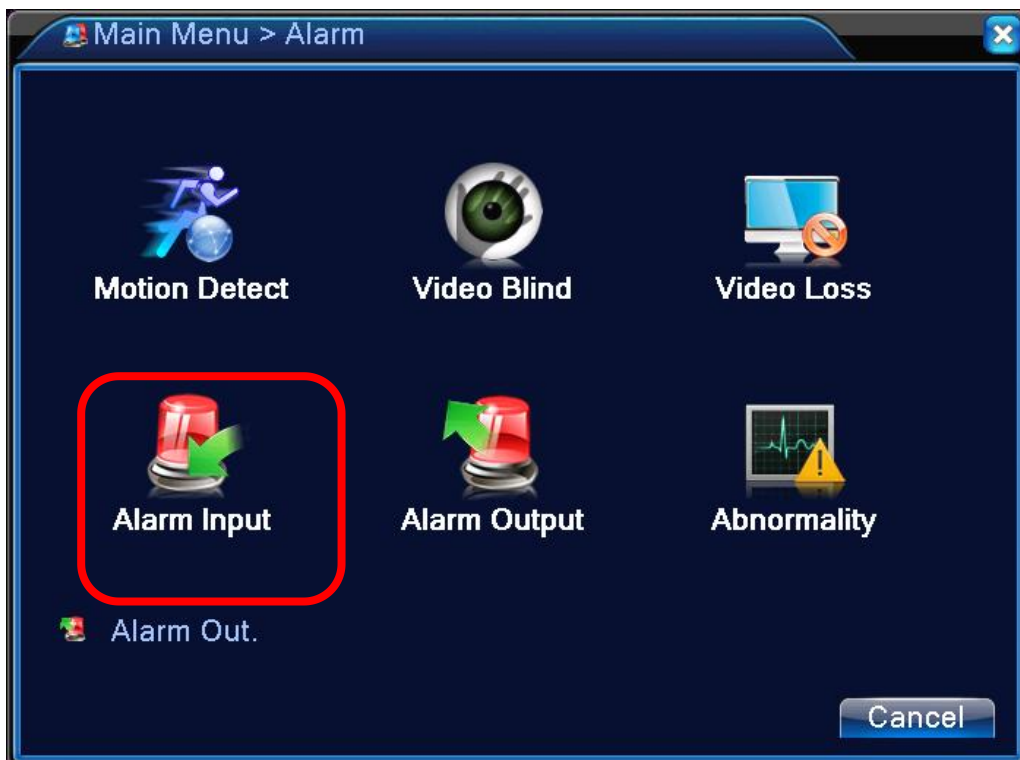 Main Menu > Alarm
Motion Detect
Video Blind
Video Loss
Alarm Input
Alarm Output
Abnormality
Alarm Out.
Cancel